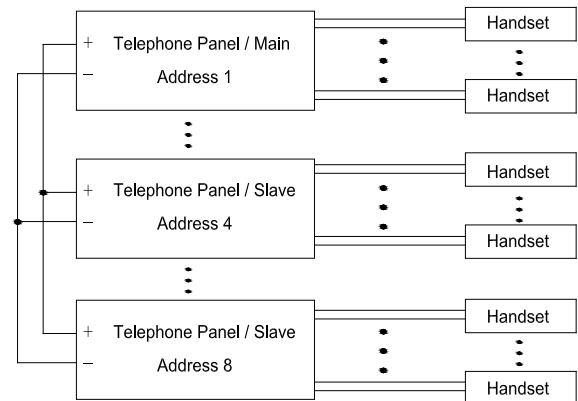 Telephone Panel / Main
Address 1
+
−
Handset
Handset
Telephone Panel / Slave
Address 4
+
−
Handset
Handset
Telephone Panel / Slave
Address 8
+
−
Handset
Handset